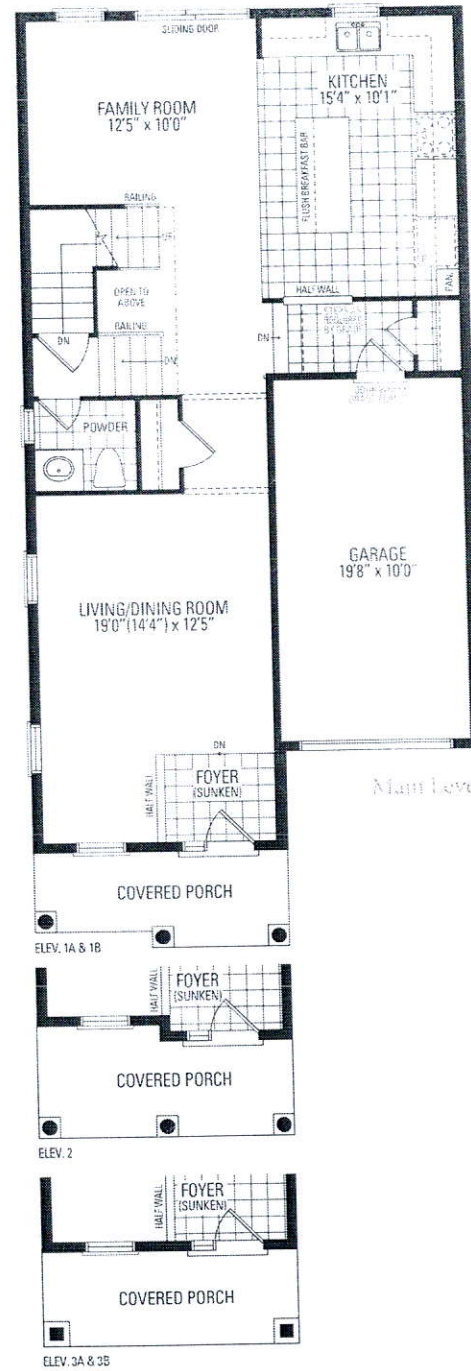 SLIDING DOOR
KITCHEN
15'4" x 10'1"
FAMILY ROOM
12'5" x 10'0"
FLUSH BREAKFAST BAR
RAILING
UP
OPEN TO
ABOVE
RAILING
DN
DN
HALF WALL
DN
PAN.
POWDER
GARAGE
19'8" x 10'0"
LIVING/DINING ROOM
19'0"(14'4") x 12'5"
DN
HALF WALL
FOYER
(SUNKEN)
Main Leve
COVERED PORCH
ELEV. 1A & 1B
HALF WALL
FOYER
(SUNKEN)
COVERED PORCH
ELEV. 2
HALF WALL
FOYER
(SUNKEN)
COVERED PORCH
ELEV. 3A & 3B